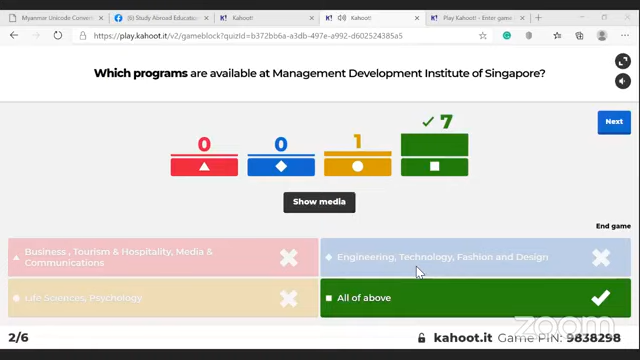 Myanmar Unicode Conver
(8) Study Abroad Education
Kahoot!
Kahoot!
Play Kahoot! - Enter game
https://play.kahoot.it/v2/gameblock?quizId=b372bb6a-a3db-497e-a992-d602524385a5
Which programs are available at Management Development Institute of Singapore?
Next
0
0
1
7
Show media
End game
Business , Tourism & Hospitality, Media & Communications
Engineering, Technology, Fashion and Design
Life Sciences, Psychology
All of above
2/6
kahoot.it Game PIN: 9838298
zoom